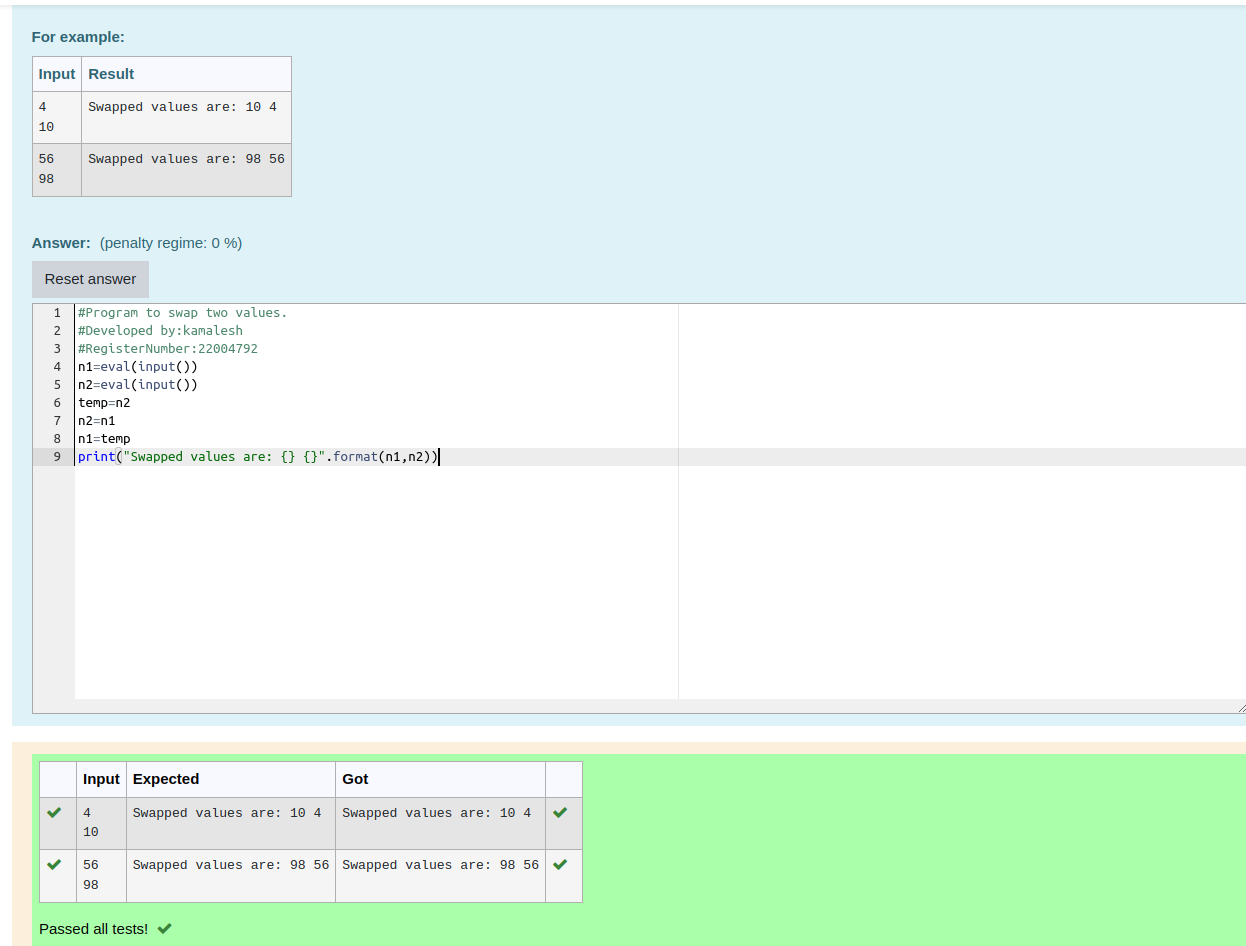 For example:
Input Result
4 Swapped values are: 10 4
10
56 Swapped values are: 98 56
98
Answer: (penalty regime: 0 %)
Reset answer
1 #Program to swap two values.
2 #Developed by:kamalesh
3 #RegisterNumber:22004792
4 n1=eval(input())
5 n2=eval(input())
6 temp=n2
7 n2=n1
8 n1=temp
9 print("Swapped values are: {} {}".format(n1,n2))
Input Expected Got
4 Swapped values are: 10 4 Swapped values are: 10 4
10
56 Swapped values are: 98 56 Swapped values are: 98 56
98
Passed all tests!